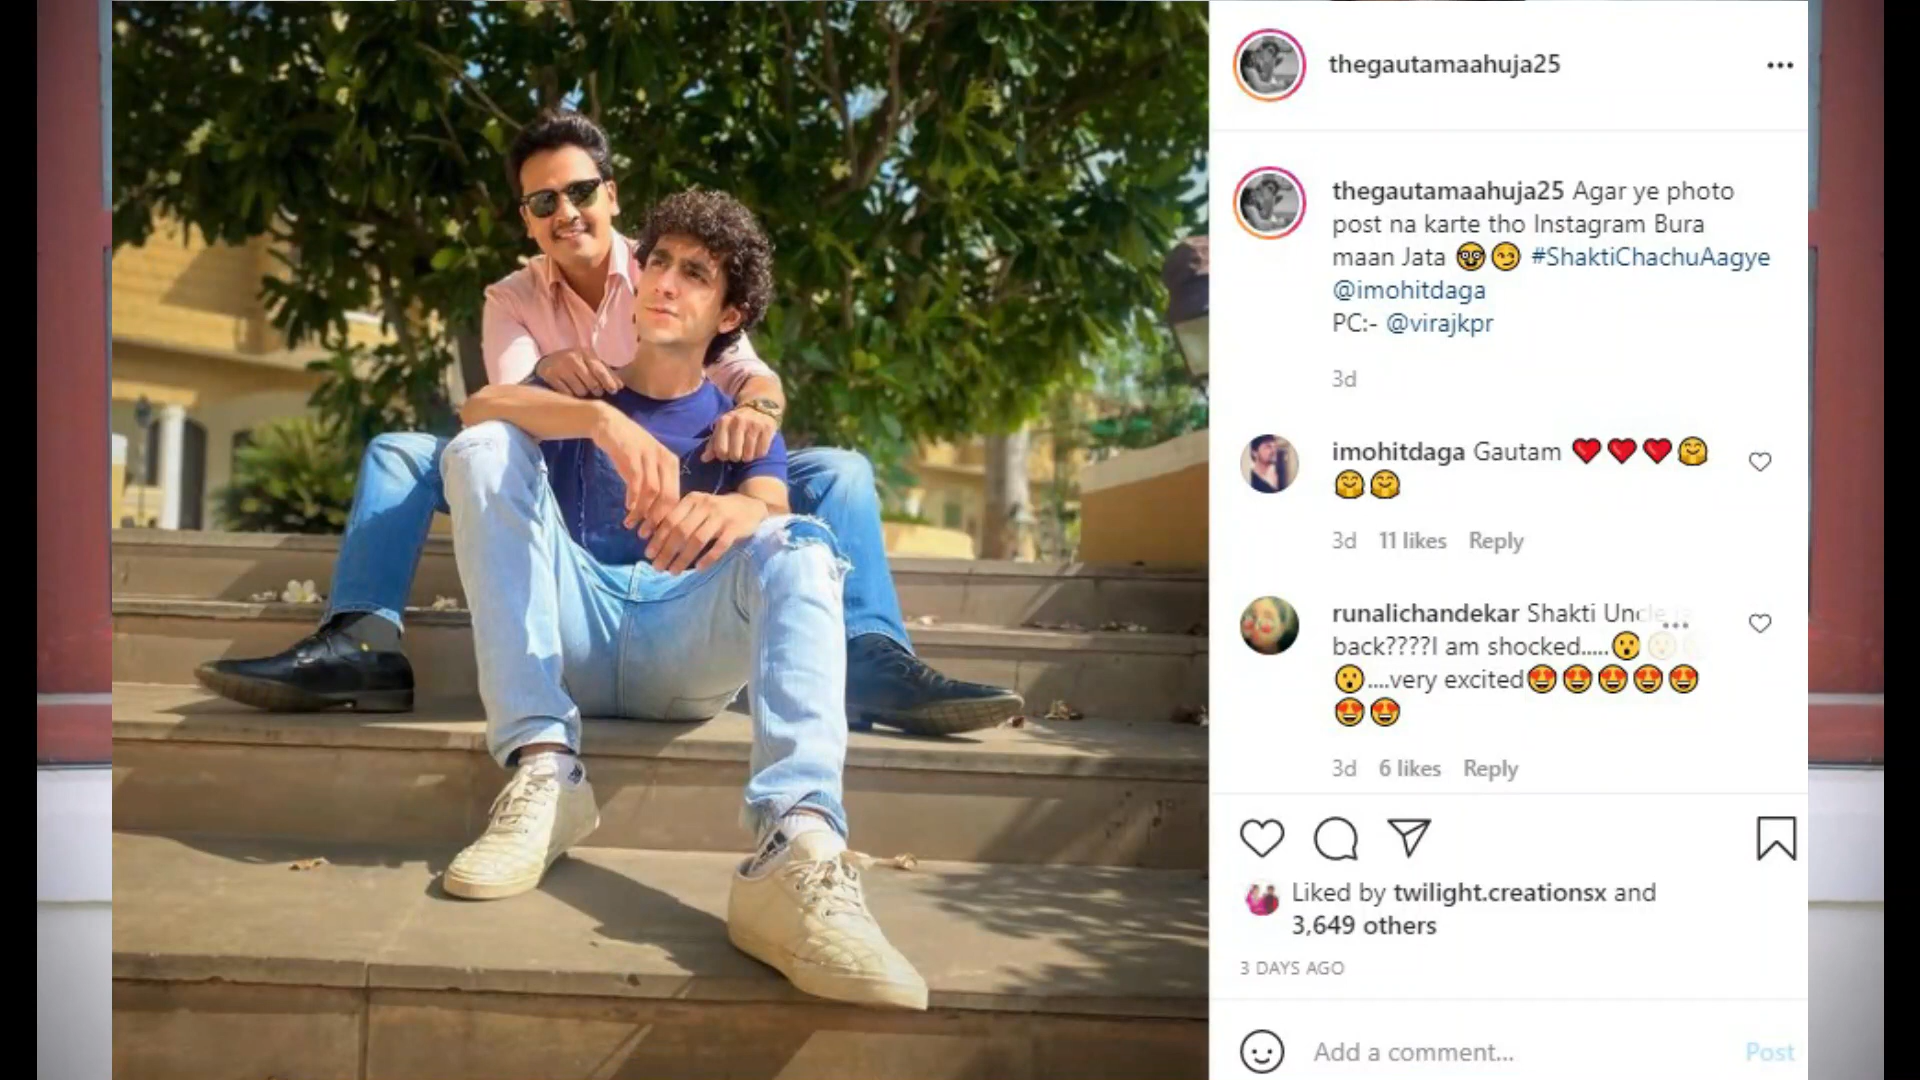 thegautamaahuja25
thegautamaahuja25 Agar ye photo
post na karte tho Instagram Bura
maan Jata 🥸😏 #ShaktiChachuAagye
@imohitdaga
PC:- @virajkpr
3d
imohitdaga Gautam ❤️❤️❤️🤗
🤗🤗
3d 11 likes Reply
runalichandekar Shakti Uncle is
back????I am shocked.....😮😮😮
😮....very excited😍😍😍😍😍
😍😍
3d 6 likes Reply
Liked by twilight.creationsx and
3,649 others
3 DAYS AGO
Add a comment... Post